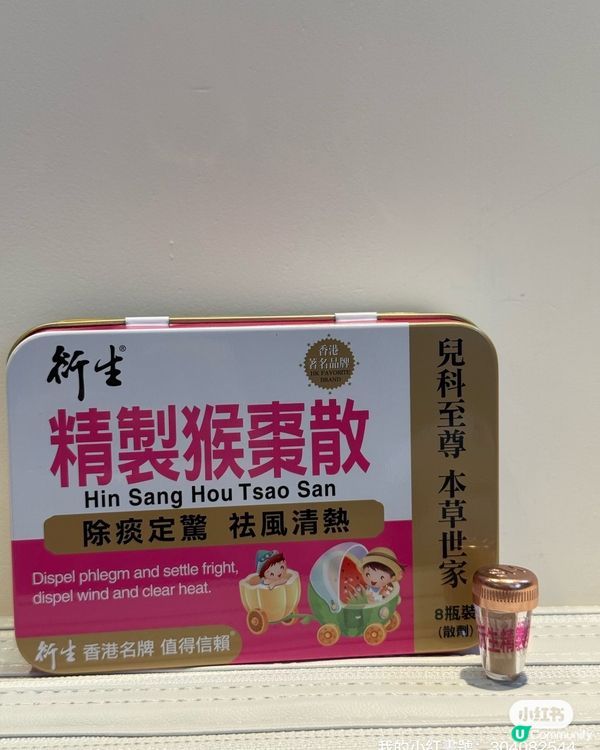 衍生®
香港
著名品牌
HK FAVORITE
BRAND
精製猴棗散
Hin Sang Hou Tsao San
除痰定驚 祛風清熱
Dispel phlegm and settle fright,
dispel wind and clear heat.
衍生 香港名牌 值得信賴
兒科至尊 本草世家
8瓶裝
(散劑)
生精
小红书
U Community